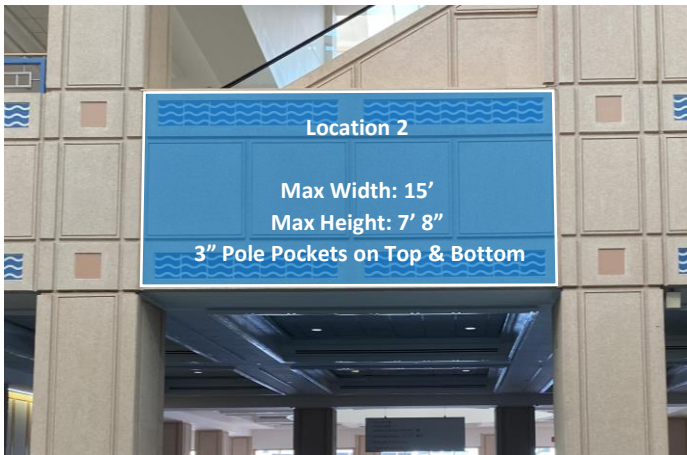 Location 2
Max Width: 15’
Max Height: 7’ 8”
3” Pole Pockets on Top & Bottom